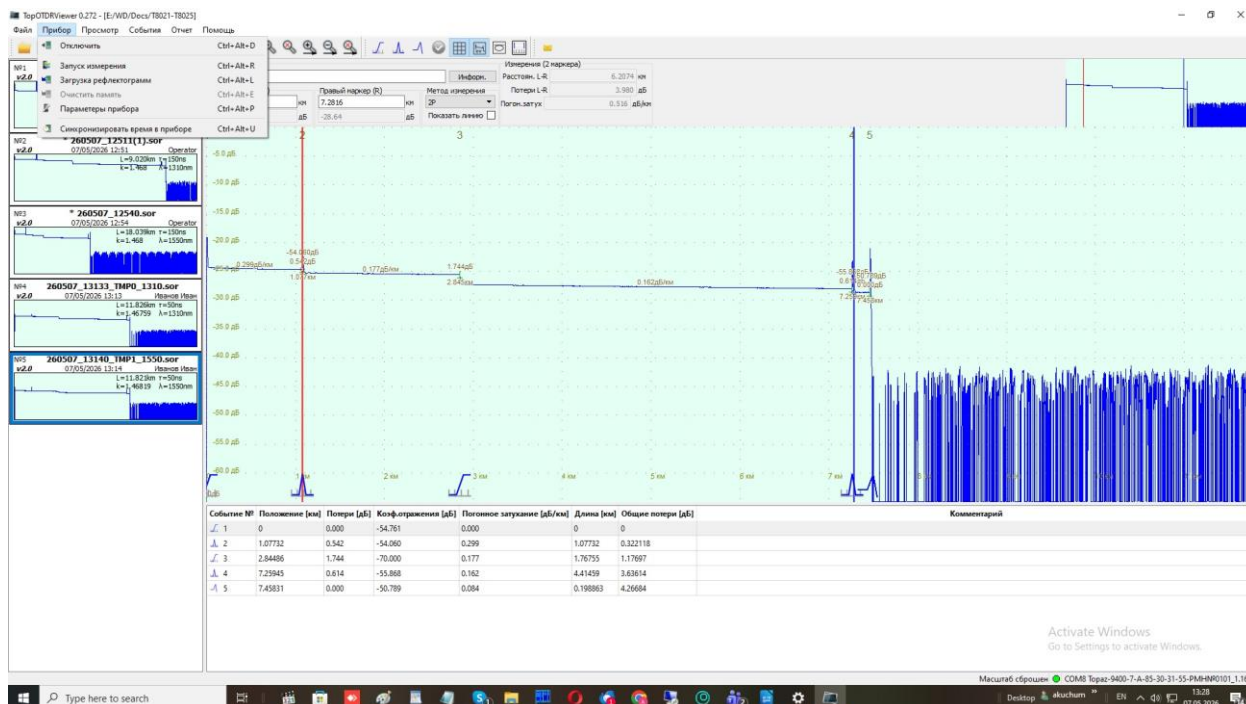 TopOTDRViewer 0.272 - [E:/WD/Docs/T8021-T8025]
Файл Прибор Просмотр События Отчет Помощь
Отключить Ctrl+Alt+D
Запуск измерения Ctrl+Alt+R
Загрузка рефлектограмм Ctrl+Alt+L
Очистить память Ctrl+Alt+E
Параметры прибора Ctrl+Alt+P
Синхронизировать время в приборе Ctrl+Alt+U
Информ.
Правый маркер (R) Метод измерения
км 7.2816 км 2P
дБ -28.64 дБ Показать линию
Измерения (2 маркера)
Расстоян. L-R 6.2074 км
Потери L-R 3.980 дБ
Погон.затух 0.516 дБ/км
№1
v2.0
№2 * 260507_12511(1).sor
v2.0 07/05/2026 12:51 Operator
L=9.020km τ=150ns
k=1.468 λ=1310nm
№3 * 260507_12540.sor
v2.0 07/05/2026 12:54 Operator
L=18.039km τ=150ns
k=1.468 λ=1550nm
№4 260507_13133_TMP0_1310.sor
v2.0 07/05/2026 13:13 Иванов Иван
L=11.826km τ=50ns
k=1.46759 λ=1310nm
№5 260507_13140_TMP1_1550.sor
v2.0 07/05/2026 13:14 Иванов Иван
L=11.821km τ=50ns
k=1.46819 λ=1550nm
2 3 4 5
-5.0 дБ
-10.0 дБ
-15.0 дБ
-20.0 дБ
-30.0 дБ
-35.0 дБ
-40.0 дБ
-45.0 дБ
-50.0 дБ
-55.0 дБ
-60.0 дБ
0.299дБ/км
0.177дБ/км
1.744дБ
0.162дБ/км
2 км 3 км 4 км 5 км 6 км 7 км
Событие № Положение [км] Потери [дБ] Коэф.отражения [дБ] Погонное затухание [дБ/км] Длина [км] Общие потери [дБ] Комментарий
1 0 0.000 -54.761 0.000 0 0
2 1.07732 0.542 -54.060 0.299 1.07732 0.322118
3 2.84486 1.744 -70.000 0.177 1.76755 1.17697
4 7.25945 0.614 -55.868 0.162 4.41459 3.63614
5 7.45831 0.000 -50.789 0.084 0.198863 4.26684
Activate Windows
Go to Settings to activate Windows.
Масштаб сброшен COM8 Topaz-9400-7-A-85-30-31-55-PMHNR0101_1.16
Type here to search
Desktop akuchum EN 13:28
07.05.2026